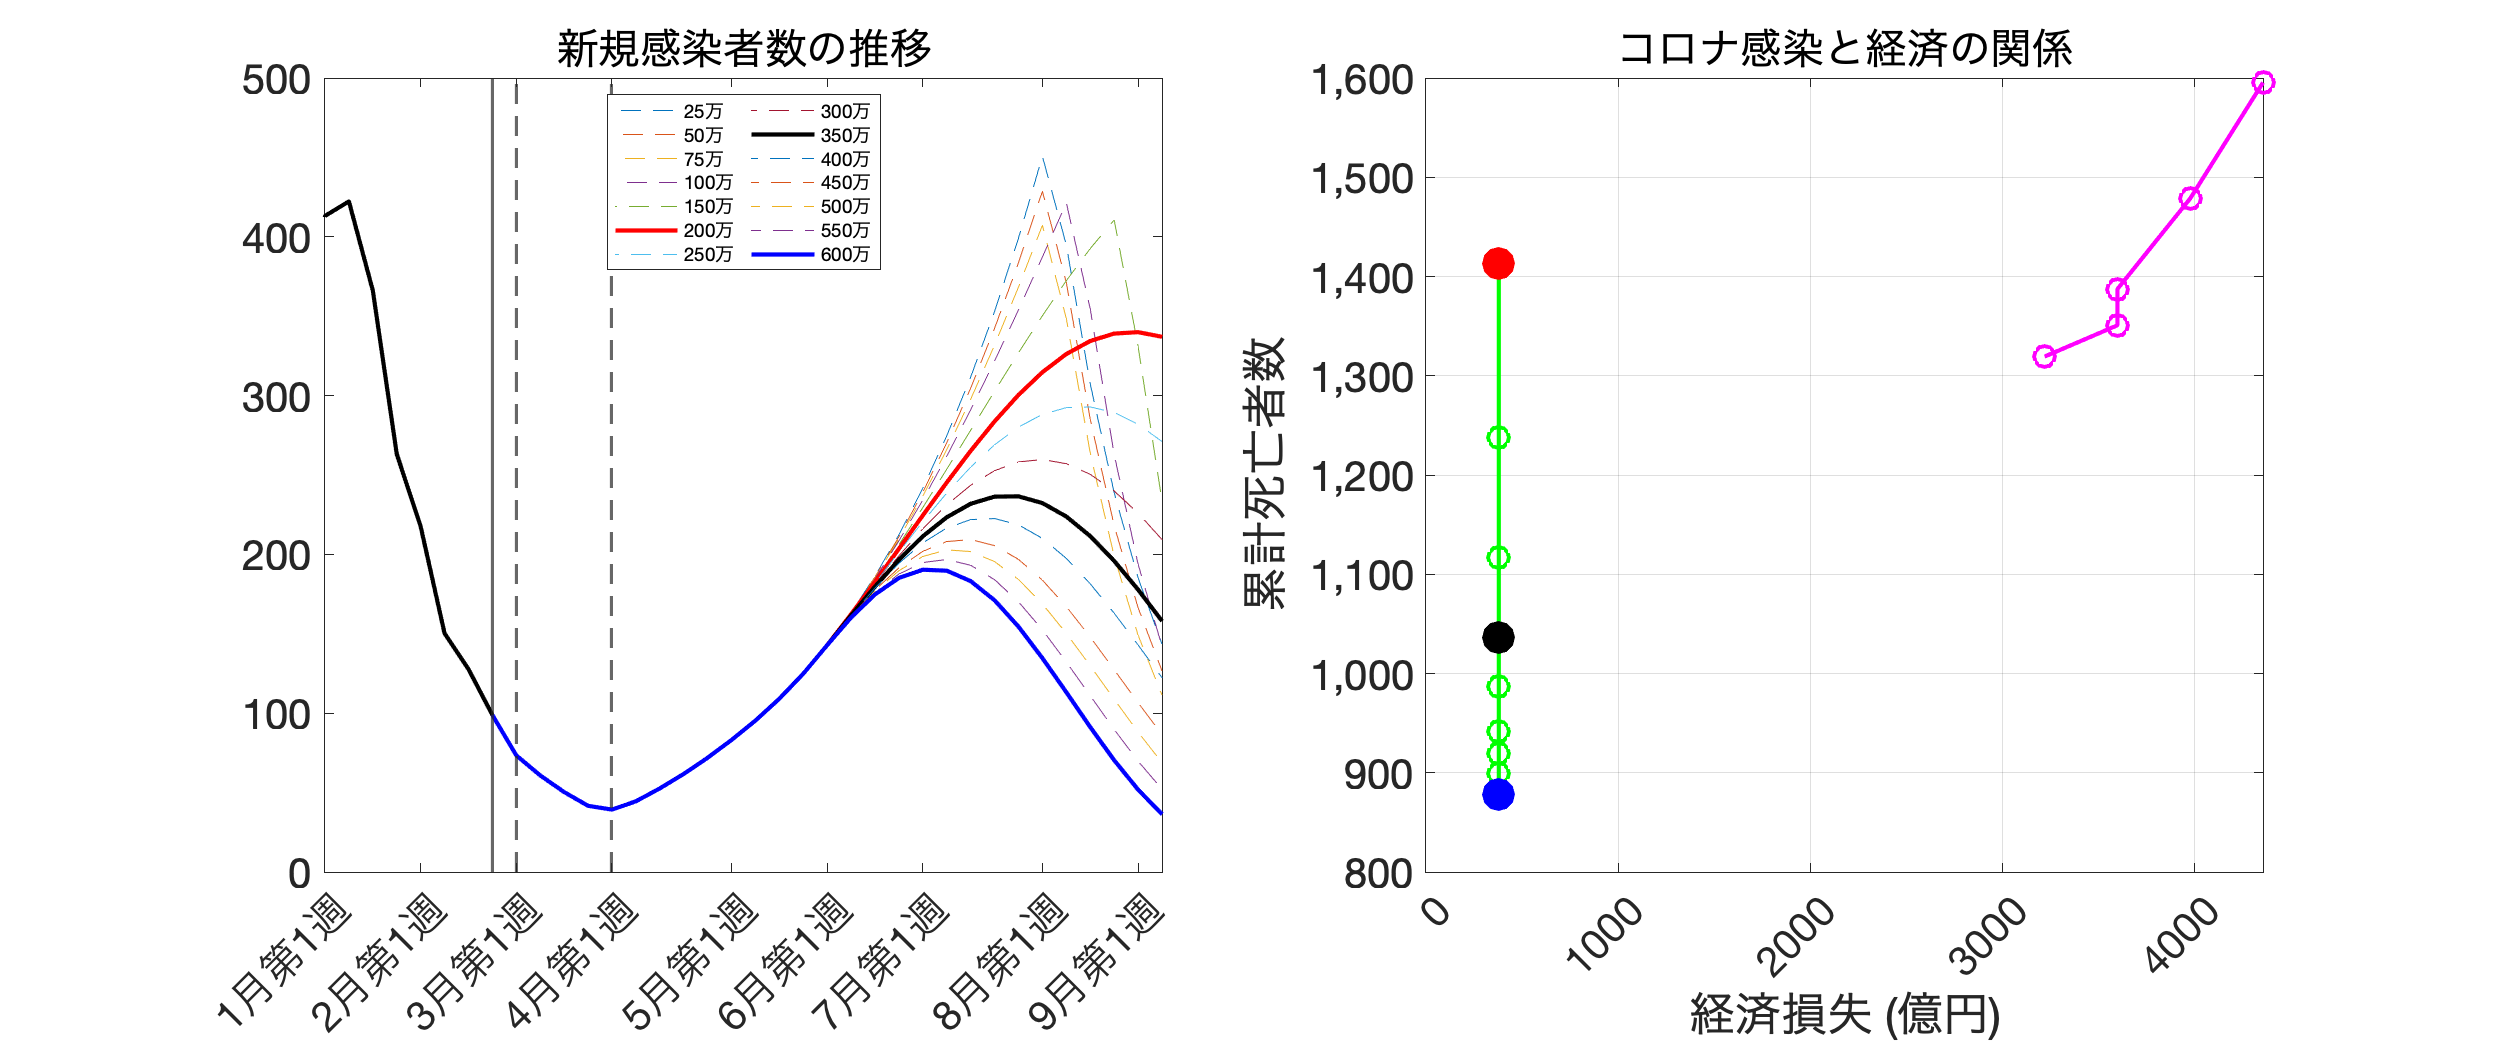 新規感染者数の推移
500
400
300
200
100
0
25万
50万
75万
100万
150万
200万
250万
300万
350万
400万
450万
500万
550万
600万
1月第1週
2月第1週
3月第1週
4月第1週
5月第1週
6月第1週
7月第1週
8月第1週
9月第1週
コロナ感染と経済の関係
累計死亡者数
1,600
1,500
1,400
1,300
1,200
1,100
1,000
900
800
0
1000
2000
3000
4000
経済損失 (億円)